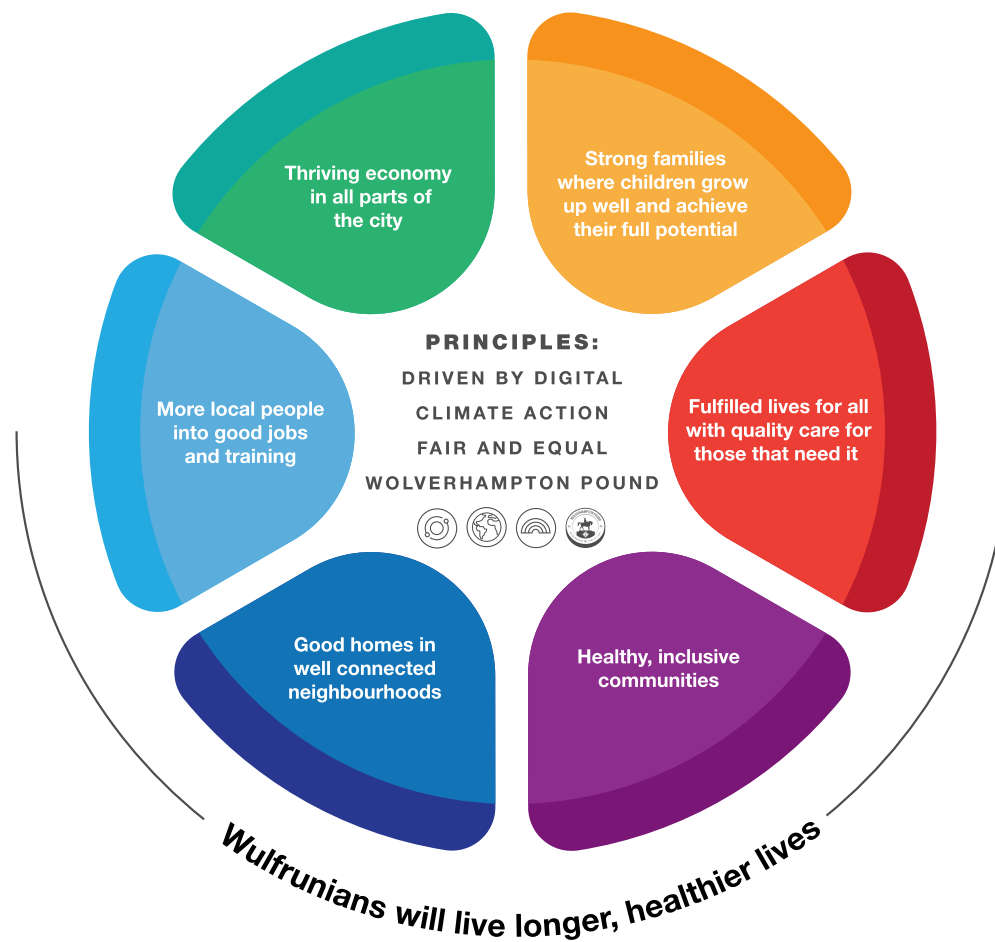 Thriving economy
in all parts of
the city
Strong families
where children grow
up well and achieve
their full potential
More local people
into good jobs
and training
PRINCIPLES:
DRIVEN BY DIGITAL
CLIMATE ACTION
FAIR AND EQUAL
WOLVERHAMPTON POUND
Fulfilled lives for all
with quality care for
those that need it
Good homes in
well connected
neighbourhoods
Healthy, inclusive
communities
Wulfrunians will live longer, healthier lives